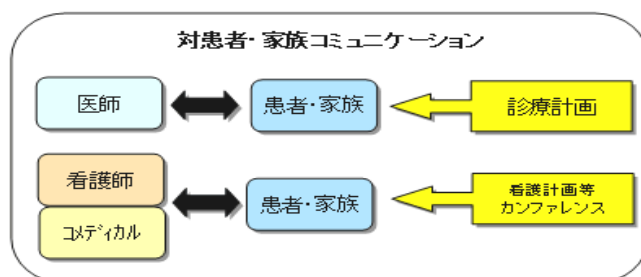 対患者・家族コミュニケーション
医師
患者・家族
診療計画
看護師
コメディカル
患者・家族
看護計画等
カンファレンス